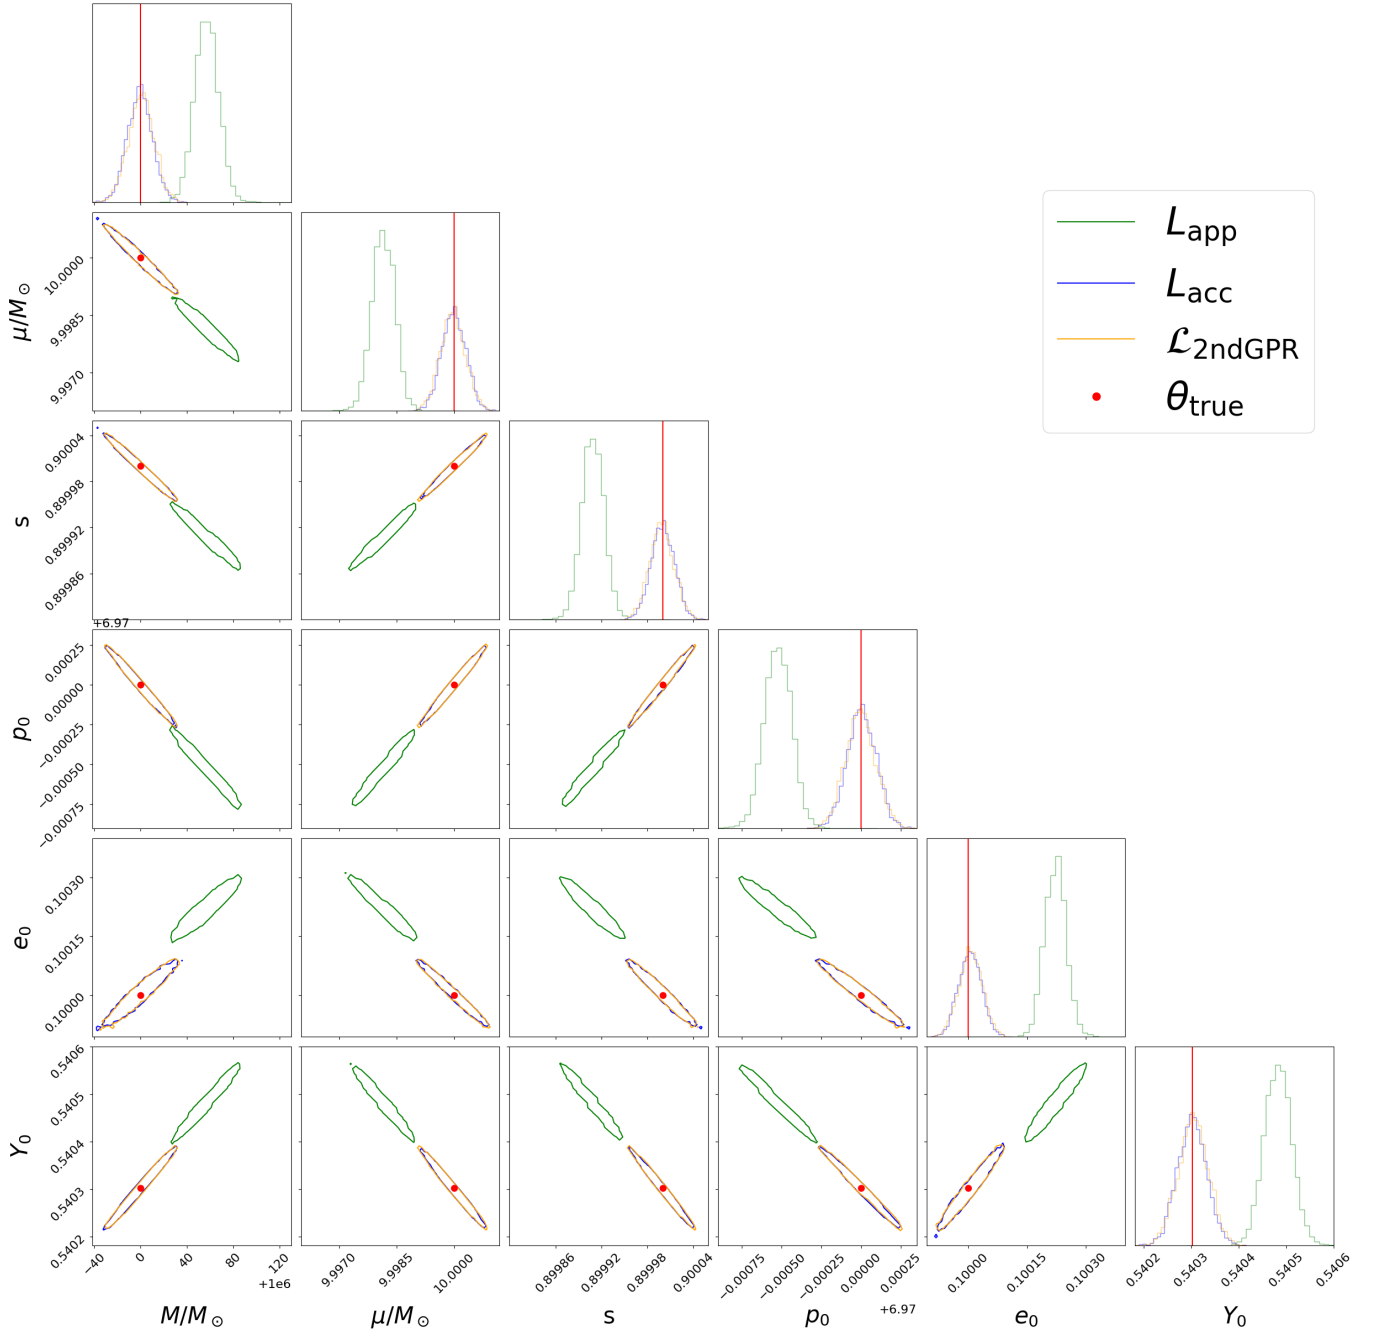 L_app
L_acc
ℒ_2ndGPR
θ_true
μ/M_⊙
10.0000
9.9985
9.9970
s
0.90004
0.89998
0.89992
0.89986
+6.97
p_0
0.00025
0.00000
−0.00025
−0.00050
−0.00075
e_0
0.10030
0.10015
0.10000
Y_0
0.5406
0.5405
0.5404
0.5403
0.5402
−40 0 40 80 120
+1e6
M/M_⊙
9.9970 9.9985 10.0000
μ/M_⊙
0.89986 0.89992 0.89998 0.90004
s
−0.00075 −0.00050 −0.00025 0.00000 0.00025
+6.97
p_0
0.10000 0.10015 0.10030
e_0
0.5402 0.5403 0.5404 0.5405 0.5406
Y_0